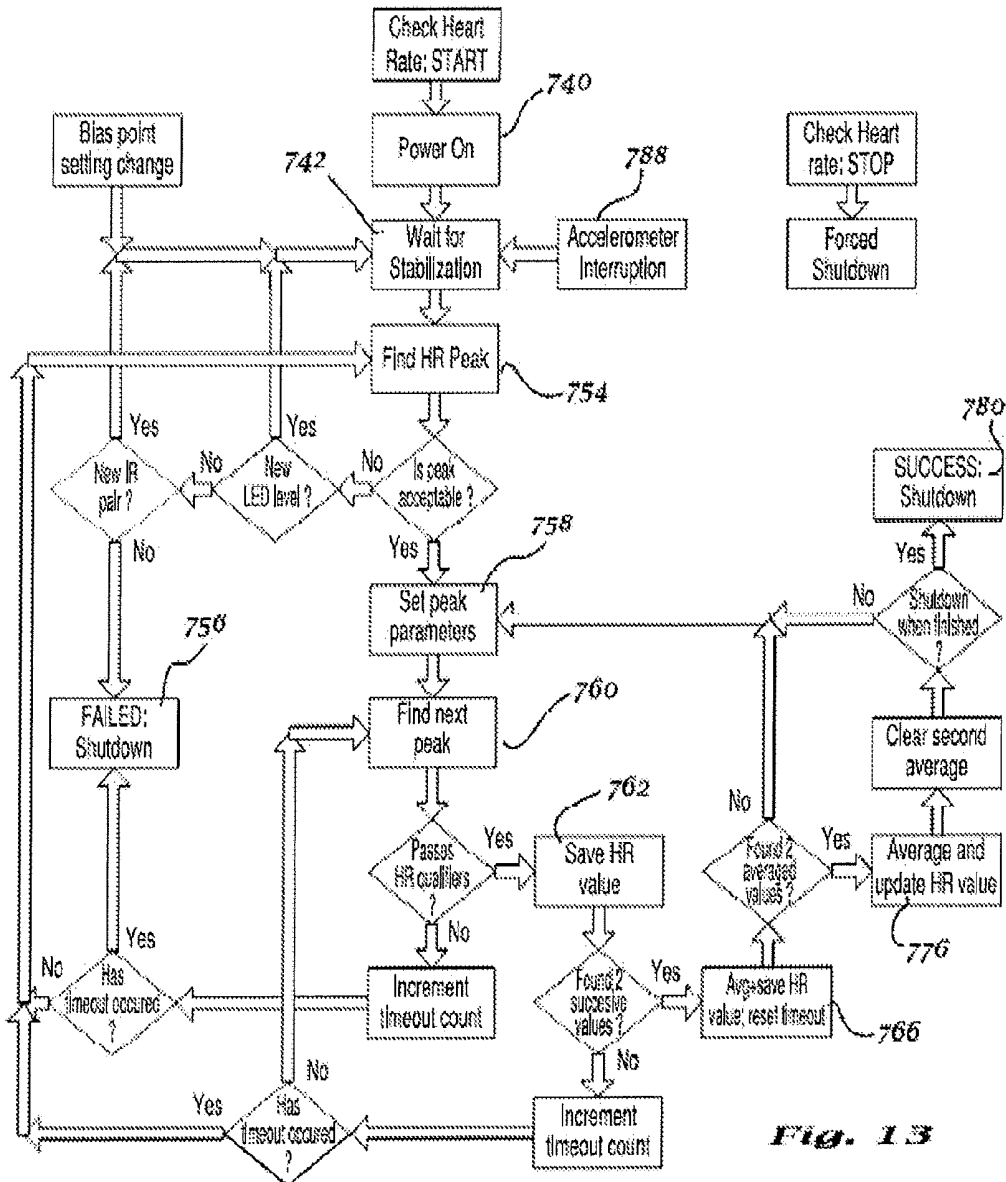 Check Heart
Rate: START
740
Power On
Bias point
setting change
742
788
Check Heart
rate: STOP
Wait for
Stabilization
Accelerometer
Interruption
Forced
Shutdown
Find HR Peak
754
Yes
Yes
780
New IR
pair ?
No
New
LED level ?
No
Is peak
acceptable ?
SUCCESS:
Shutdown
No
Yes
758
Yes
Set peak
parameters
No
Shutdown
when finished
?
756
FAILED:
Shutdown
Find next
peak
760
Clear second
average
762
No
Passes
HR qualifiers
?
Yes
Save HR
value
Found 2
averaged
values ?
Yes
Average and
update HR value
776
No
Yes
No
Has
timeout occured
?
Increment
timeout count
Found 2
succesive
values ?
Yes
Avg+save HR
value; reset timeout
766
No
No
Yes
Has
timeout occured
?
Increment
timeout count
Fig. 13